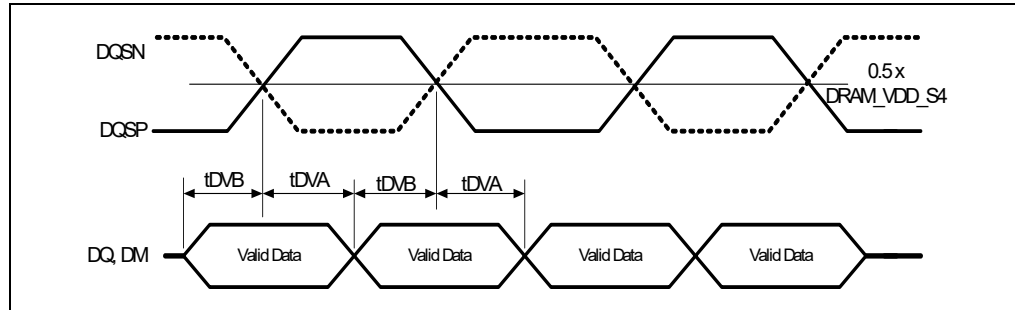 DQSN
0.5 x
DRAM_VDD_S4
DQSP
tDVB tDVA tDVB tDVA
DQ, DM Valid Data Valid Data Valid Data Valid Data